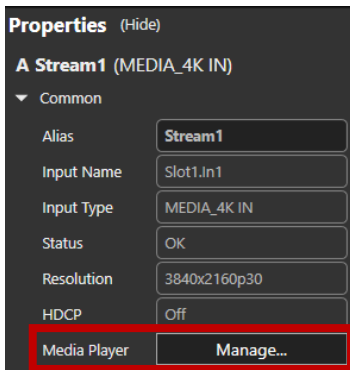 Properties (Hide)
A Stream1 (MEDIA_4K IN)
Common
Alias Stream1
Input Name Slot1.In1
Input Type MEDIA_4K IN
Status OK
Resolution 3840x2160p30
HDCP Off
Media Player Manage...